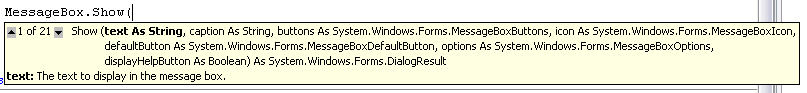 MessageBox.Show(
1 of 21 Show (text As String, caption As String, buttons As System.Windows.Forms.MessageBoxButtons, icon As System.Windows.Forms.MessageBoxIcon,
defaultButton As System.Windows.Forms.MessageBoxDefaultButton, options As System.Windows.Forms.MessageBoxOptions,
displayHelpButton As Boolean) As System.Windows.Forms.DialogResult
text: The text to display in the message box.